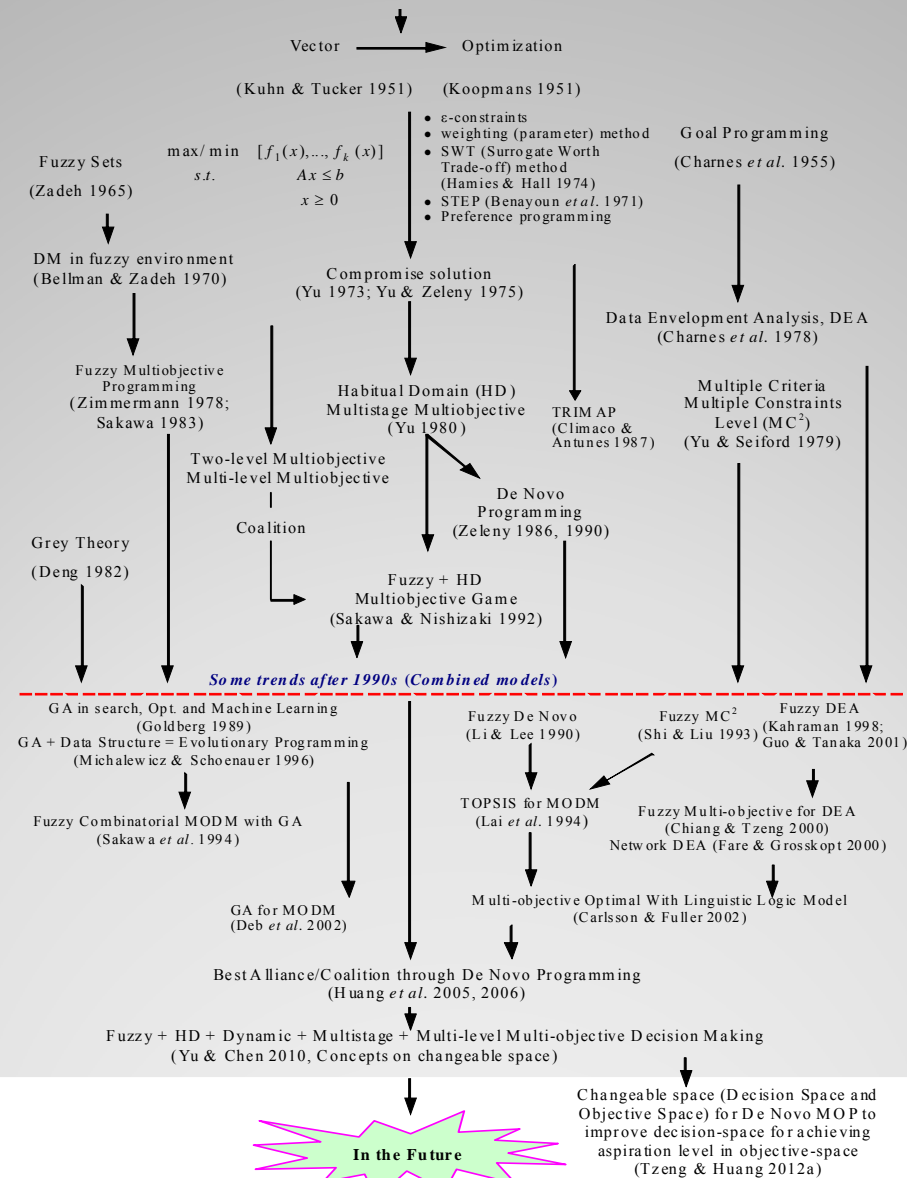 Vector Optimization
(Kuhn & Tucker 1951) (Koopmans 1951)
• ε-constraints
• weighting (parameter) method
• SWT (Surrogate Worth
Trade-off) method
(Hamies & Hall 1974)
• STEP (Benayoun et al. 1971)
• Preference programming
Goal Programming
(Charnes et al. 1955)
Fuzzy Sets
(Zadeh 1965)
max/min [f₁(x),..., fₖ(x)]
s.t. Ax ≤ b
x ≥ 0
DM in fuzzy environment
(Bellman & Zadeh 1970)
Compromise solution
(Yu 1973; Yu & Zeleny 1975)
Data Envelopment Analysis, DEA
(Charnes et al. 1978)
Fuzzy Multiobjective
Programming
(Zimmermann 1978;
Sakawa 1983)
Habitual Domain (HD)
Multistage Multiobjective
(Yu 1980)
TRIMAP
(Climaco &
Antunes 1987)
Multiple Criteria
Multiple Constraints
Level (MC²)
(Yu & Seiford 1979)
Two-level Multiobjective
Multi-level Multiobjective
Coalition
De Novo
Programming
(Zeleny 1986, 1990)
Grey Theory
(Deng 1982)
Fuzzy + HD
Multiobjective Game
(Sakawa & Nishizaki 1992)
Some trends after 1990s (Combined models)
GA in search, Opt. and Machine Learning
(Goldberg 1989)
GA + Data Structure = Evolutionary Programming
(Michalewicz & Schoenauer 1996)
Fuzzy De Novo
(Li & Lee 1990)
Fuzzy MC²
(Shi & Liu 1993)
Fuzzy DEA
(Kahraman 1998;
Guo & Tanaka 2001)
Fuzzy Combinatorial MODM with GA
(Sakawa et al. 1994)
TOPSIS for MODM
(Lai et al. 1994)
Fuzzy Multi-objective for DEA
(Chiang & Tzeng 2000)
Network DEA (Fare & Grosskopt 2000)
GA for MODM
(Deb et al. 2002)
Multi-objective Optimal With Linguistic Logic Model
(Carlsson & Fuller 2002)
Best Alliance/Coalition through De Novo Programming
(Huang et al. 2005, 2006)
Fuzzy + HD + Dynamic + Multistage + Multi-level Multi-objective Decision Making
(Yu & Chen 2010, Concepts on changeable space)
Changeable space (Decision Space and
Objective Space) for De Novo MOP to
improve decision-space for achieving
aspiration level in objective-space
(Tzeng & Huang 2012a)
In the Future